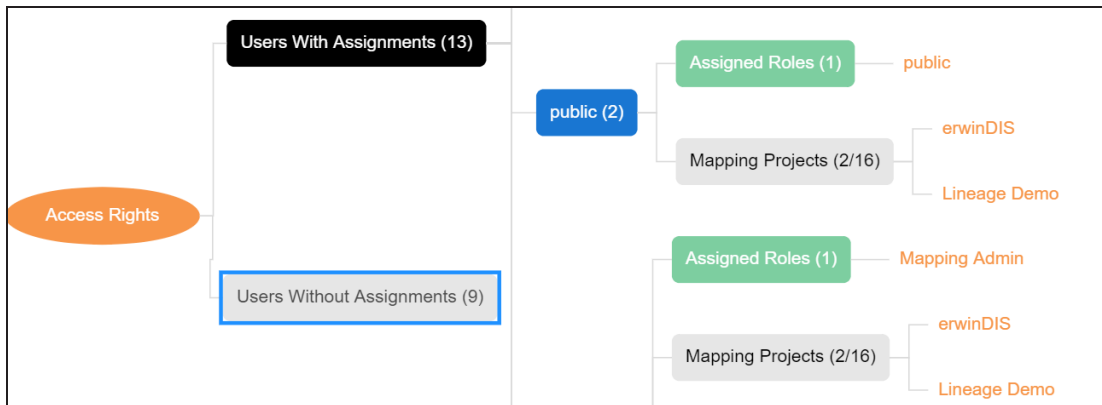 Users With Assignments (13)
Assigned Roles (1)
public
public (2)
erwinDIS
Mapping Projects (2/16)
Lineage Demo
Access Rights
Assigned Roles (1)
Mapping Admin
Users Without Assignments (9)
erwinDIS
Mapping Projects (2/16)
Lineage Demo